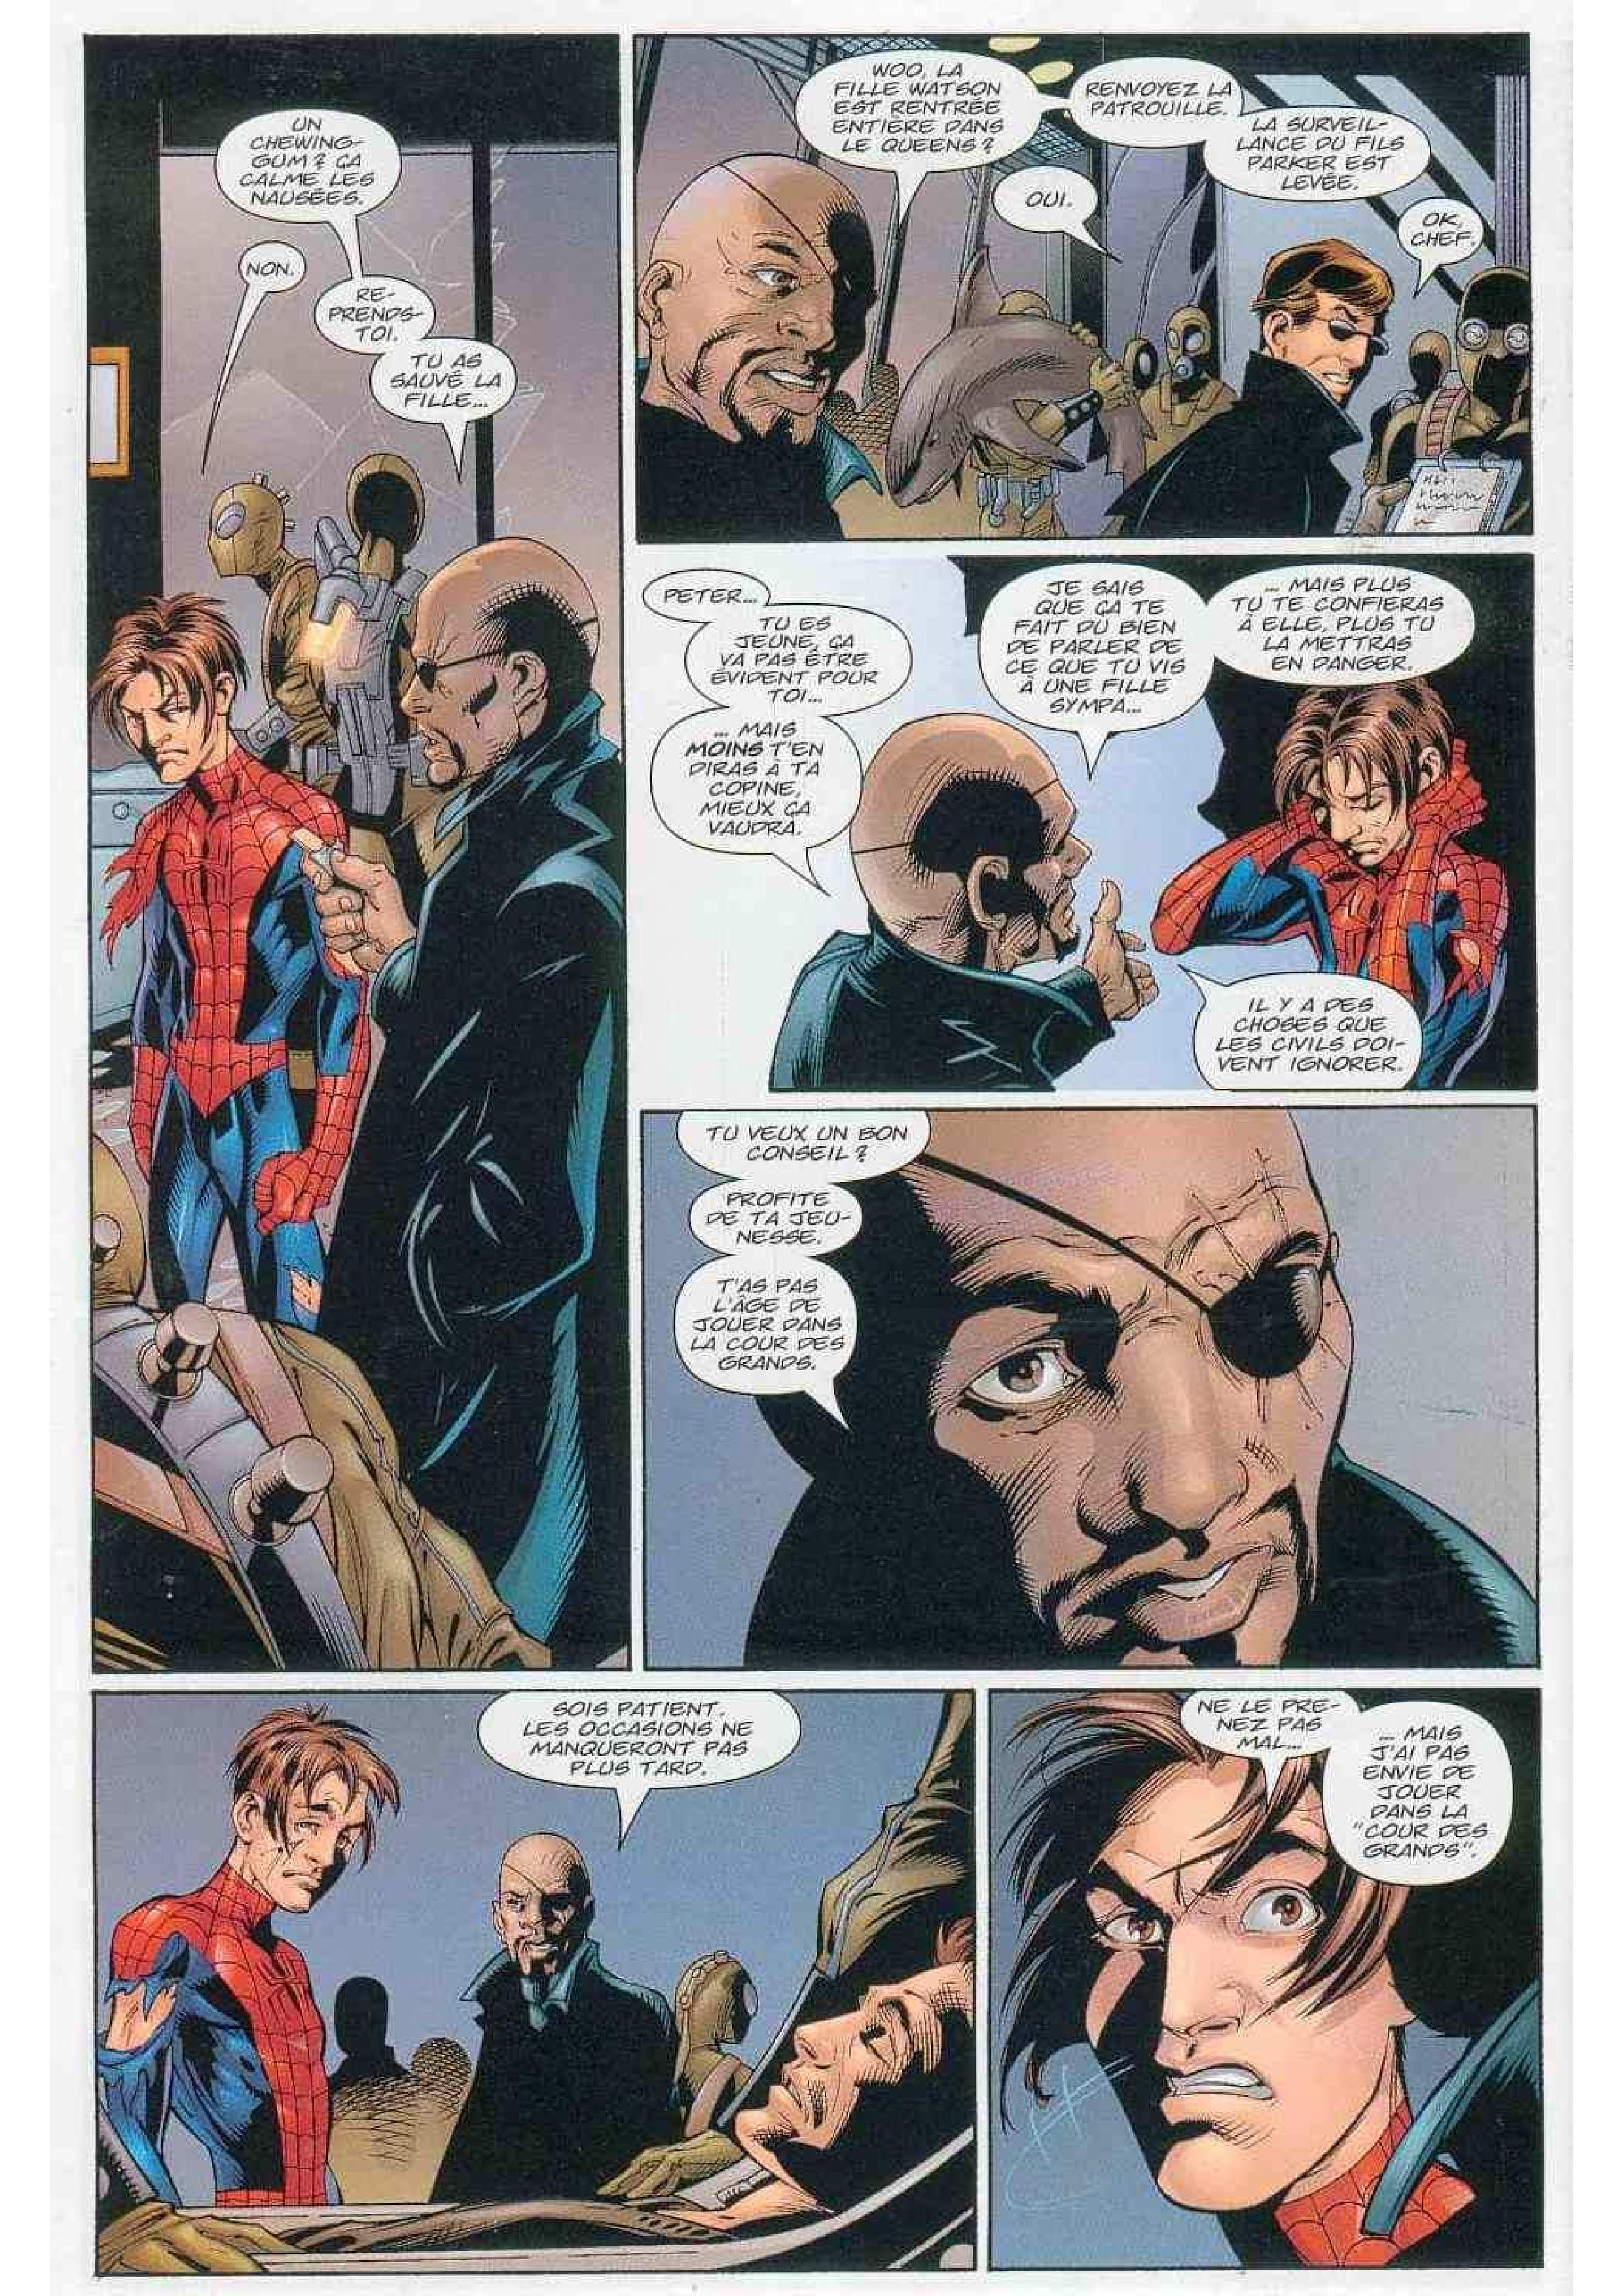 UN
CHEWING-
GUM ? ÇA
CALME LES
NAUSÉES.
NON.
RE-
PRENDS-
TOI.
TU AS
SAUVÉ LA
FILLE...
WOO, LA
FILLE WATSON
EST RENTRÉE
ENTIÈRE DANS
LE QUEENS ?
OUI.
RENVOYEZ LA
PATROUILLE.
LA SURVEIL-
LANCE DU FILS
PARKER EST
LEVÉE.
OK,
CHEF.
PETER...
TU ES
JEUNE, ÇA
VA PAS ÊTRE
ÉVIDENT POUR
TOI...
... MAIS
MOINS T'EN
DIRAS À TA
COPINE,
MIEUX ÇA
VAUDRA.
JE SAIS
QUE ÇA TE
FAIT DU BIEN
DE PARLER DE
CE QUE TU VIS
À UNE FILLE
SYMPA...
... MAIS PLUS
TU TE CONFIERAS
À ELLE, PLUS TU
LA METTRAS
EN DANGER.
IL Y A DES
CHOSES QUE
LES CIVILS DOI-
VENT IGNORER.
TU VEUX UN BON
CONSEIL ?
PROFITE
DE TA JEU-
NESSE.
T'AS PAS
L'ÂGE DE
JOUER DANS
LA COUR DES
GRANDS.
SOIS PATIENT.
LES OCCASIONS NE
MANQUERONT PAS
PLUS TARD.
NE LE PRE-
NEZ PAS
MAL...
... MAIS
J'AI PAS
ENVIE DE
JOUER
DANS LA
"COUR DES
GRANDS".